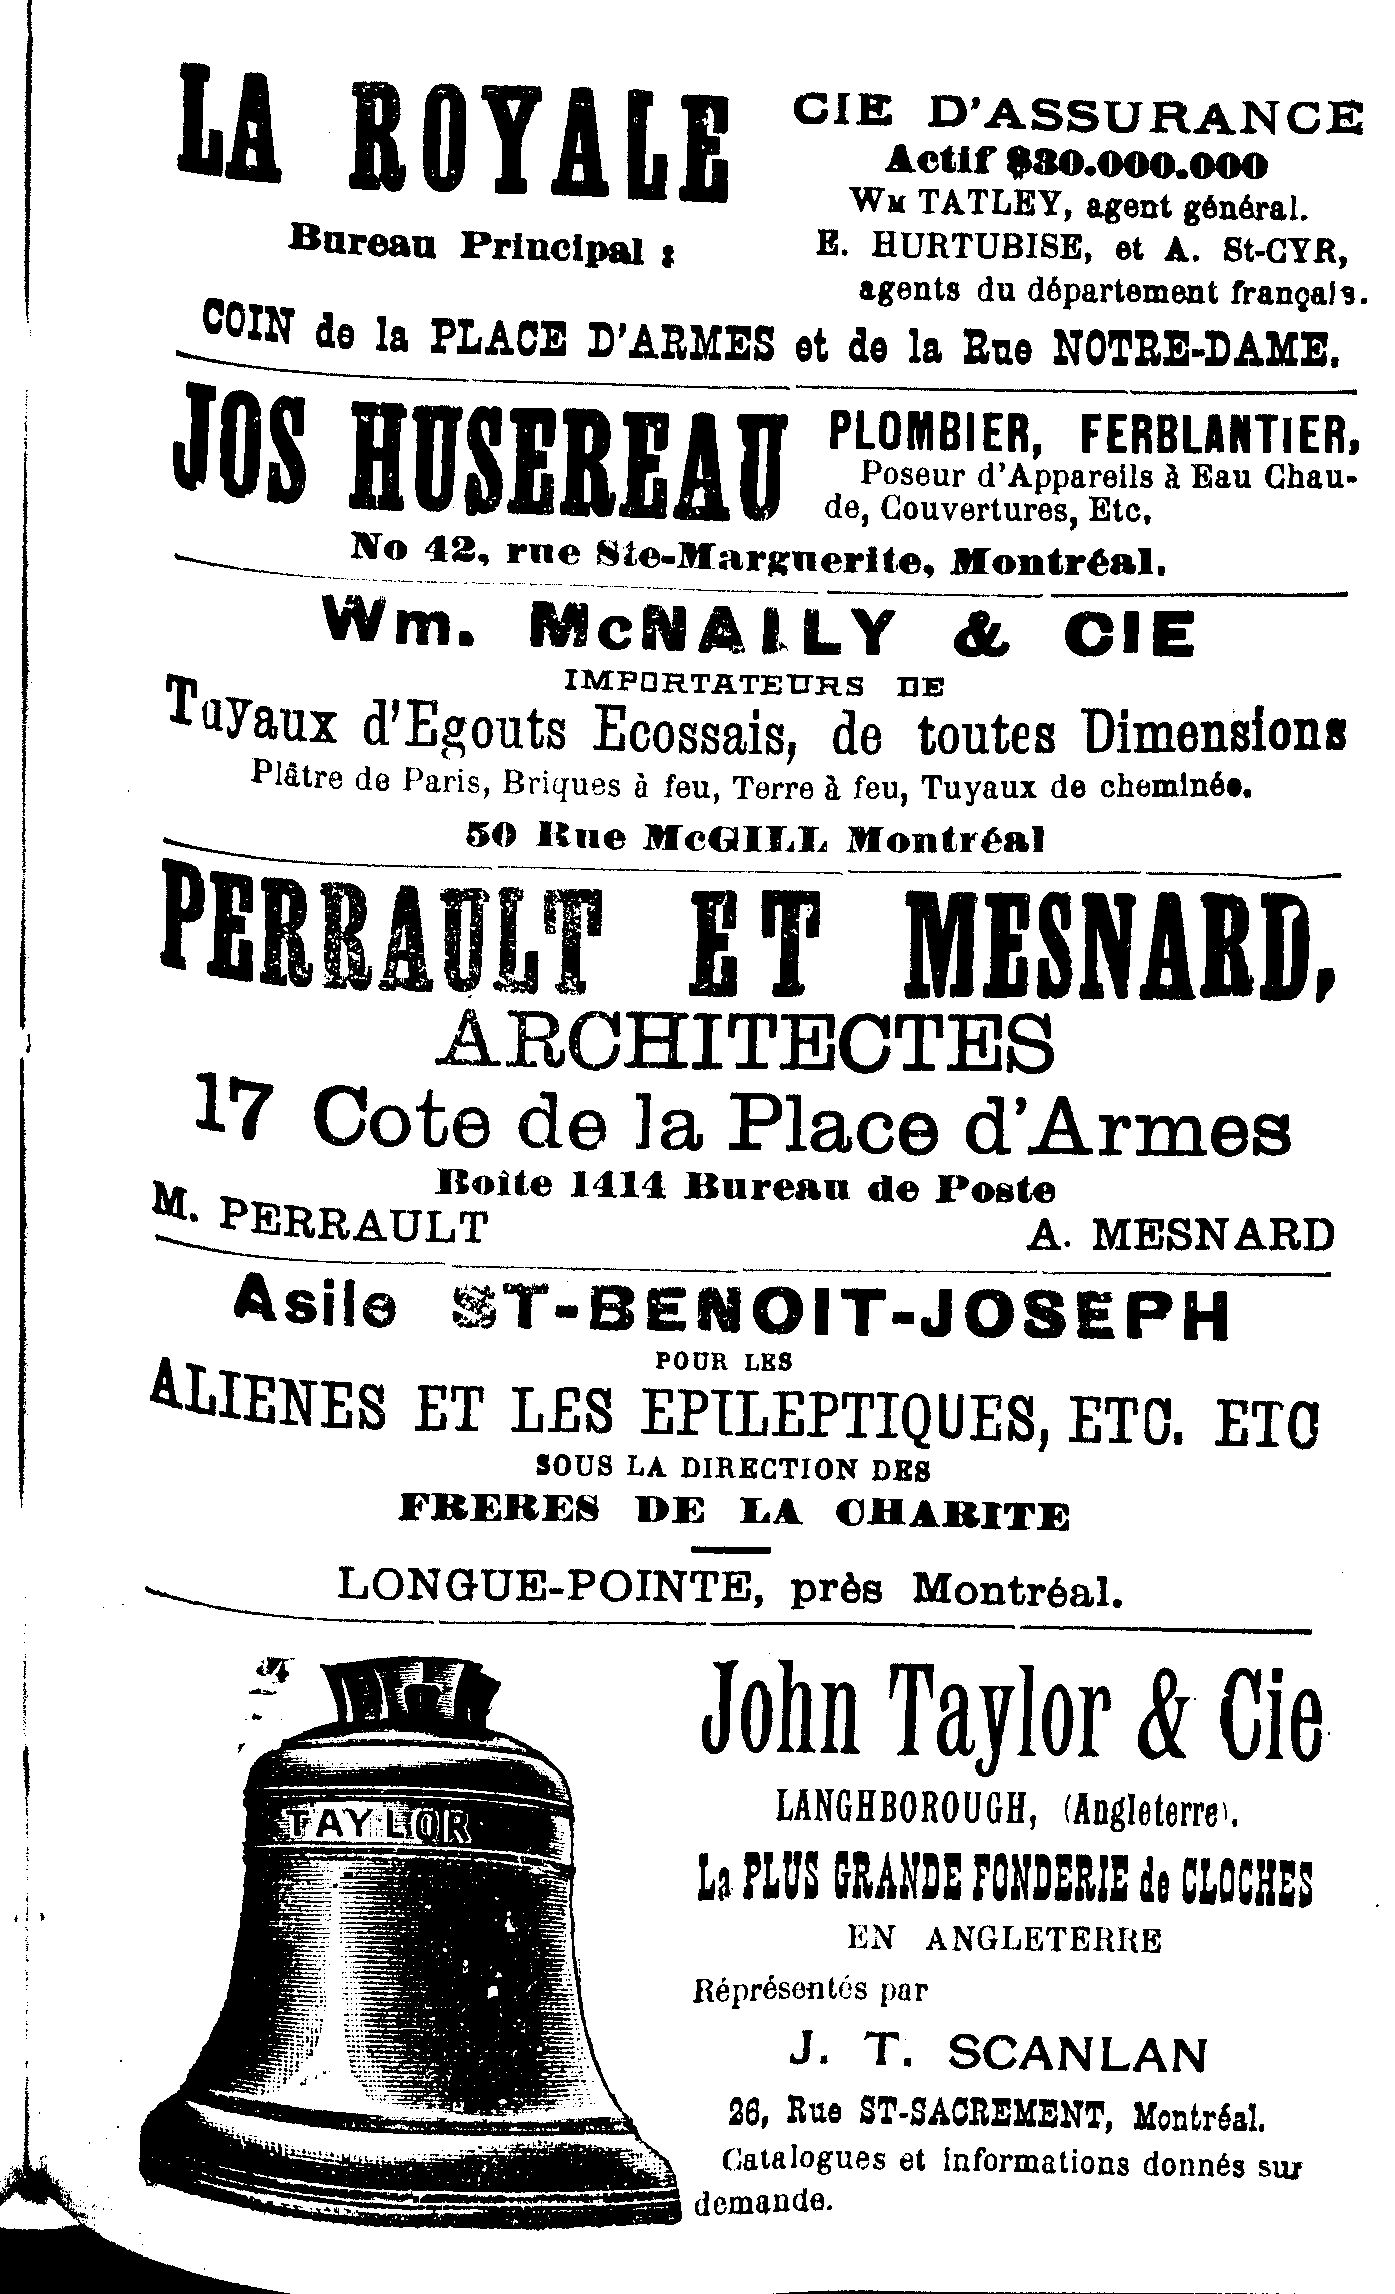 LA ROYALE
CIE D'ASSURANCE
Actif $30.000.000
WM TATLEY, agent général.
Bureau Principal :
E. HURTUBISE, et A. St-CYR,
agents du département français.
COIN de la PLACE D'ARMES et de la Rue NOTRE-DAME.
JOS HUSEREAU
PLOMBIER, FERBLANTIER,
Poseur d'Appareils à Eau Chau-
de, Couvertures, Etc.
No 42, rue Ste-Marguerite, Montréal.
Wm. McNALLY & CIE
IMPORTATEURS DE
Tuyaux d'Egouts Ecossais, de toutes Dimensions
Plâtre de Paris, Briques à feu, Terre à feu, Tuyaux de cheminée.
50 Rue McGILL Montréal
PERRAULT ET MESNARD,
ARCHITECTES
17 Cote de la Place d'Armes
Boîte 1414 Bureau de Poste
M. PERRAULT A. MESNARD
Asile ST-BENOIT-JOSEPH
POUR LES
ALIENES ET LES EPILEPTIQUES, ETC. ETC
SOUS LA DIRECTION DES
FRERES DE LA CHARITE
LONGUE-POINTE, près Montréal.
TAYLOR
John Taylor & Cie
LANGHBOROUGH, (Angleterre).
La PLUS GRANDE FONDERIE de CLOCHES
EN ANGLETERRE
Réprésentés par
J. T. SCANLAN
26, Rue ST-SACREMENT, Montréal.
Catalogues et informations donnés sur
demande.